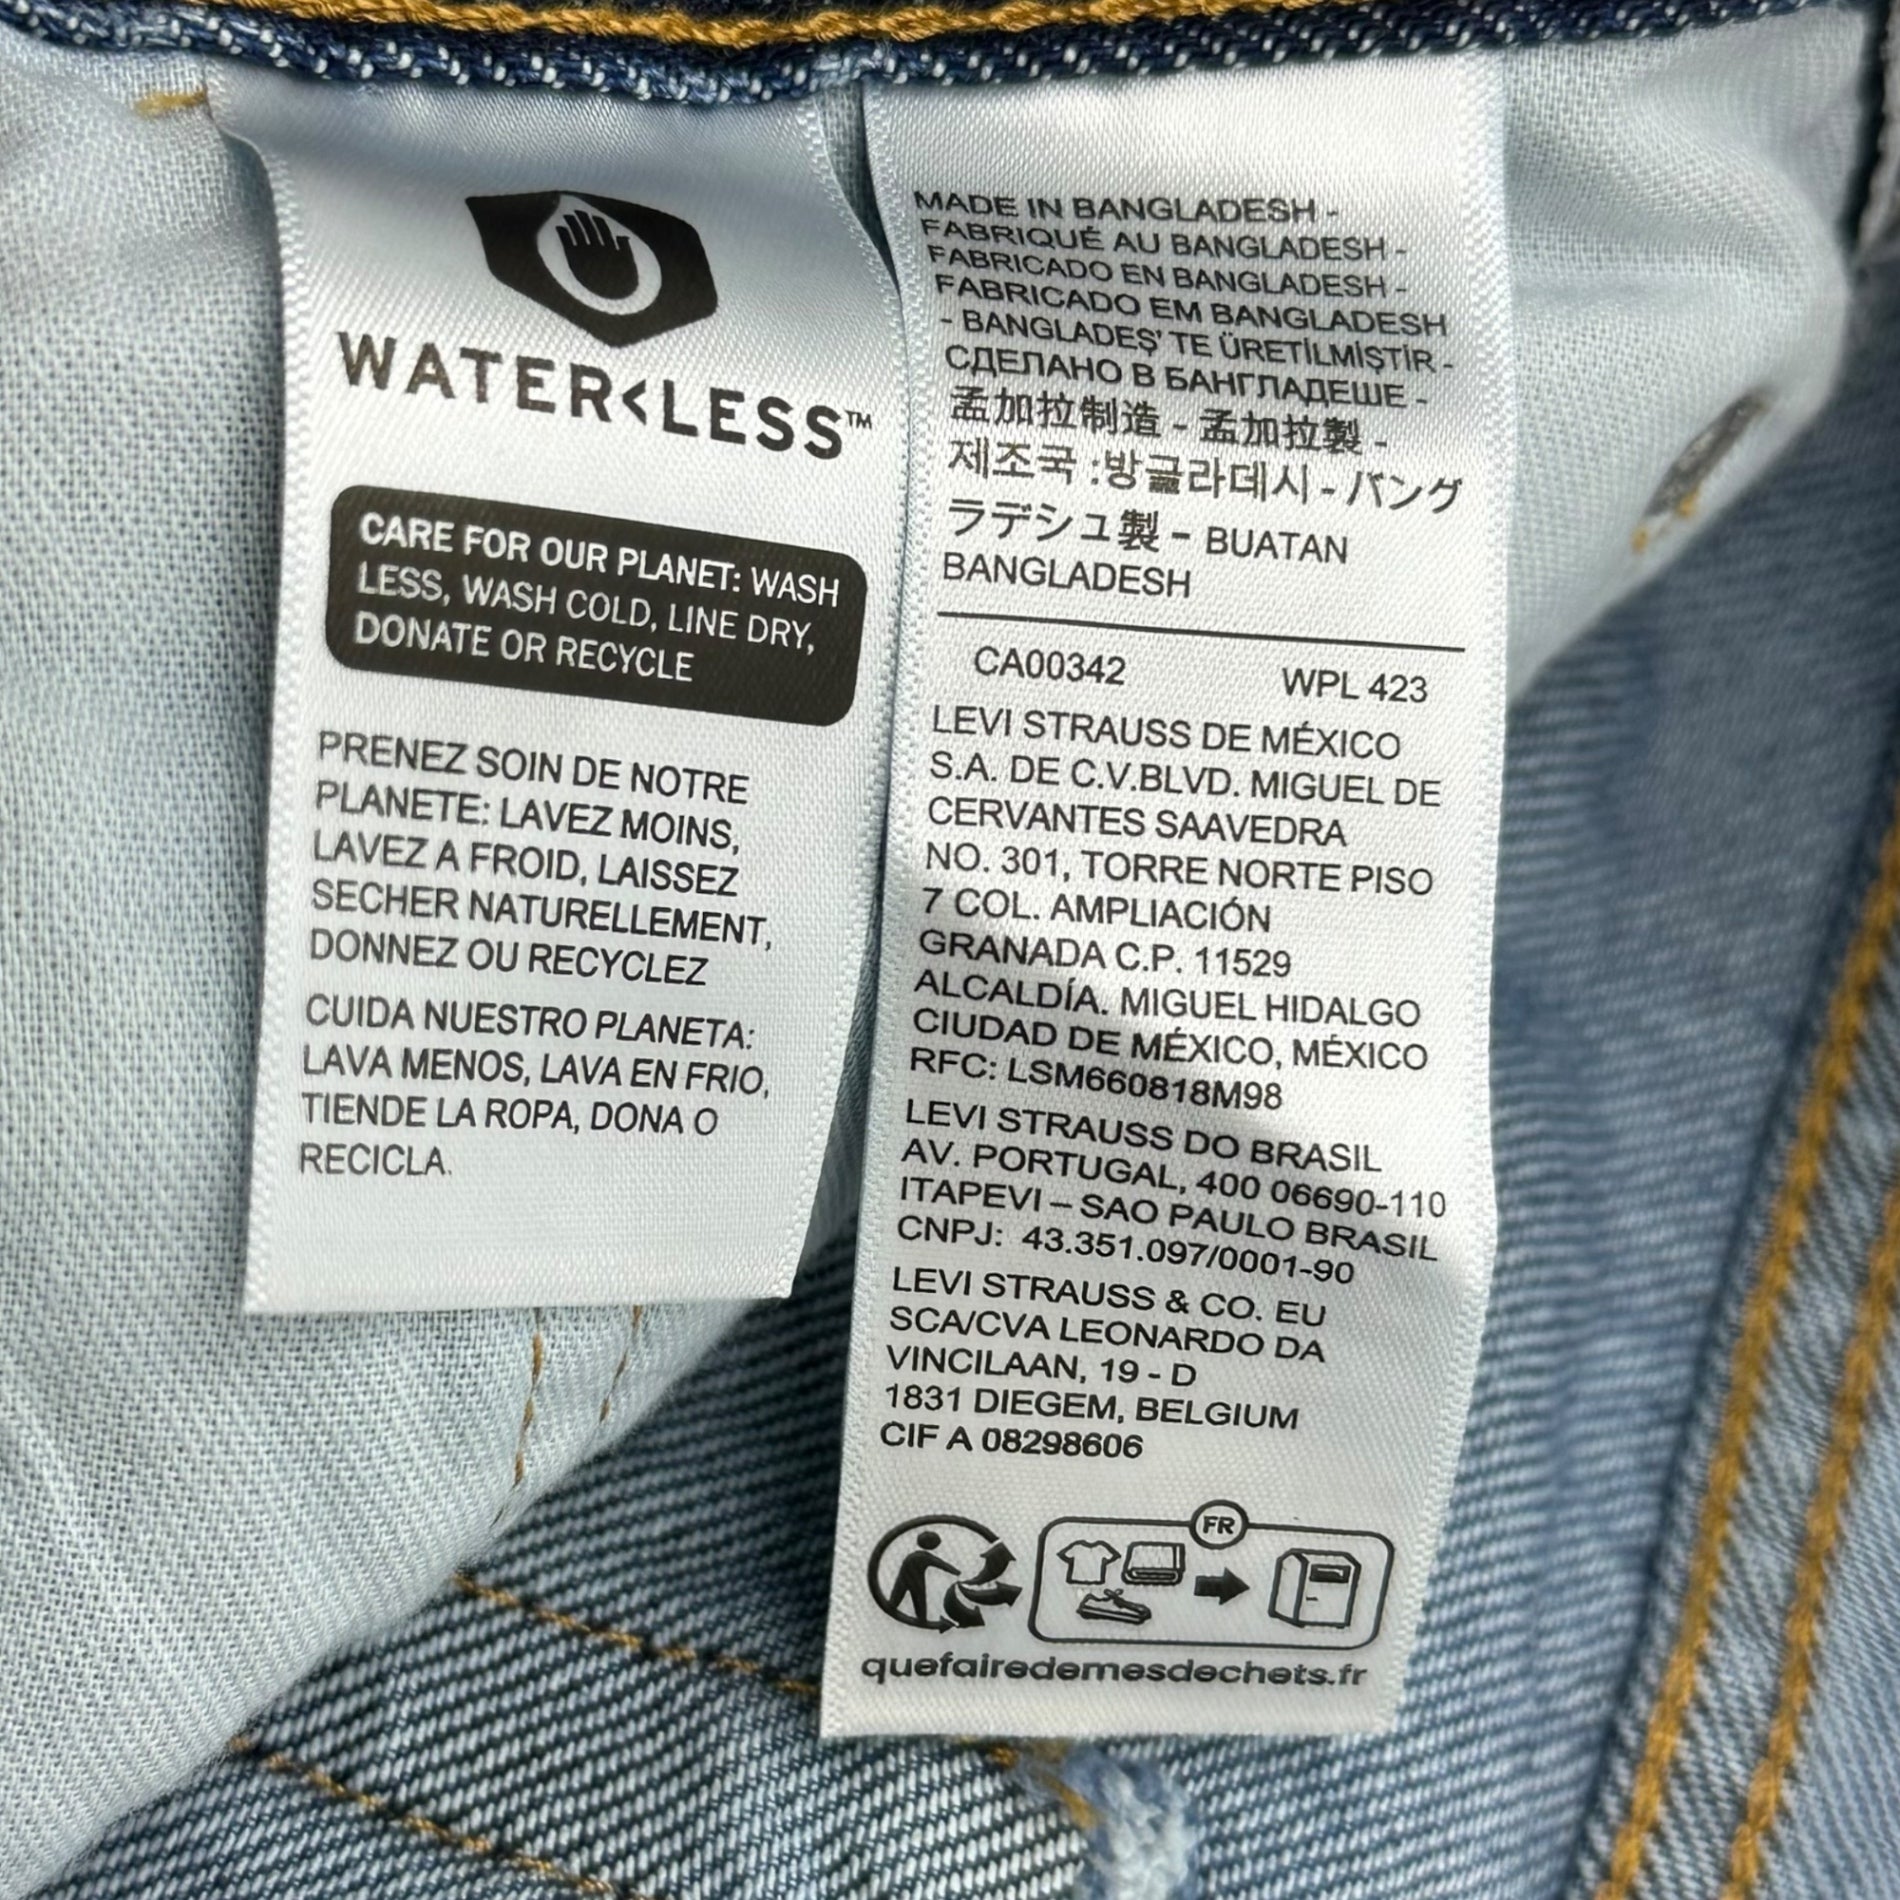 WATER<LESS™
CARE FOR OUR PLANET: WASH
LESS, WASH COLD, LINE DRY,
DONATE OR RECYCLE
PRENEZ SOIN DE NOTRE
PLANETE: LAVEZ MOINS,
LAVEZ A FROID, LAISSEZ
SECHER NATURELLEMENT,
DONNEZ OU RECYCLEZ
CUIDA NUESTRO PLANETA:
LAVA MENOS, LAVA EN FRIO,
TIENDE LA ROPA, DONA O
RECICLA.
MADE IN BANGLADESH -
FABRIQUÉ AU BANGLADESH -
FABRICADO EN BANGLADESH -
FABRICADO EM BANGLADESH
- BANGLADEŞ' TE ÜRETİLMİŞTİR -
СДЕЛАНО В БАНГЛАДЕШЕ -
孟加拉制造 - 孟加拉製 -
제조국 :방글라데시 - バング
ラデシュ製 - BUATAN
BANGLADESH
CA00342 WPL 423
LEVI STRAUSS DE MÉXICO
S.A. DE C.V.BLVD. MIGUEL DE
CERVANTES SAAVEDRA
NO. 301, TORRE NORTE PISO
7 COL. AMPLIACIÓN
GRANADA C.P. 11529
ALCALDÍA. MIGUEL HIDALGO
CIUDAD DE MÉXICO, MÉXICO
RFC: LSM660818M98
LEVI STRAUSS DO BRASIL
AV. PORTUGAL, 400 06690-110
ITAPEVI – SAO PAULO BRASIL
CNPJ: 43.351.097/0001-90
LEVI STRAUSS & CO. EU
SCA/CVA LEONARDO DA
VINCILAAN, 19 - D
1831 DIEGEM, BELGIUM
CIF A 08298606
FR
quefairedemesdechets.fr